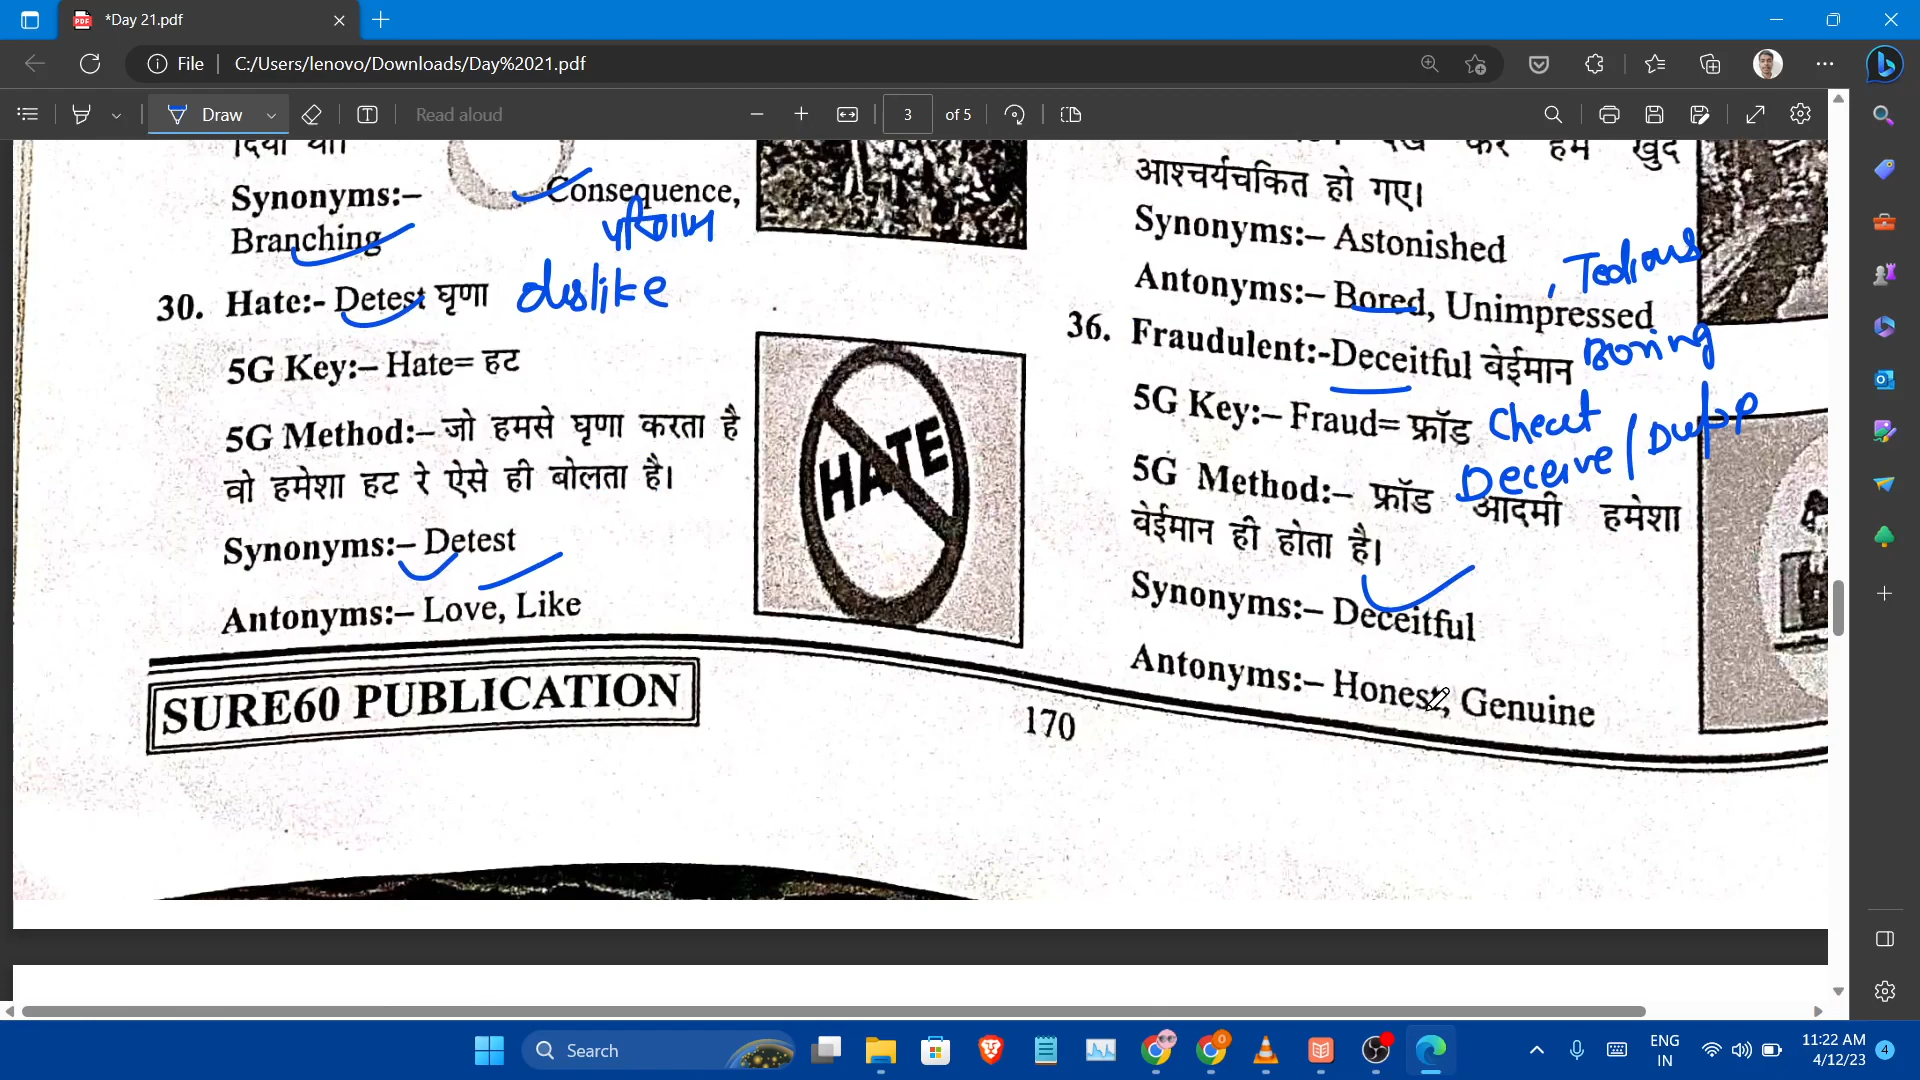 *Day 21.pdf
File
C:/Users/lenovo/Downloads/Day%2021.pdf
Draw
Read aloud
3 of 5
दिया था।
Synonyms:– Consequence,
Branching
परिणाम
30. Hate:- Detest घृणा
dislike
5G Key:– Hate= हट
5G Method:– जो हमसे घृणा करता है
वो हमेशा हट रे ऐसे ही बोलता है।
Synonyms:– Detest
Antonyms:– Love, Like
HATE
SURE60 PUBLICATION
170
देख कर हम खुद
आश्चर्यचकित हो गए।
Synonyms:– Astonished
Antonyms:– Bored, Unimpressed
, Tedious
Boring
36. Fraudulent:-Deceitful बेईमान
5G Key:– Fraud= फ्रॉड
Cheat
Deceive /
5G Method:– फ्रॉड आदमी हमेशा
बेईमान ही होता है।
Synonyms:– Deceitful
Antonyms:– Honest, Genuine
Search
ENG
IN
11:22 AM
4/12/23
4